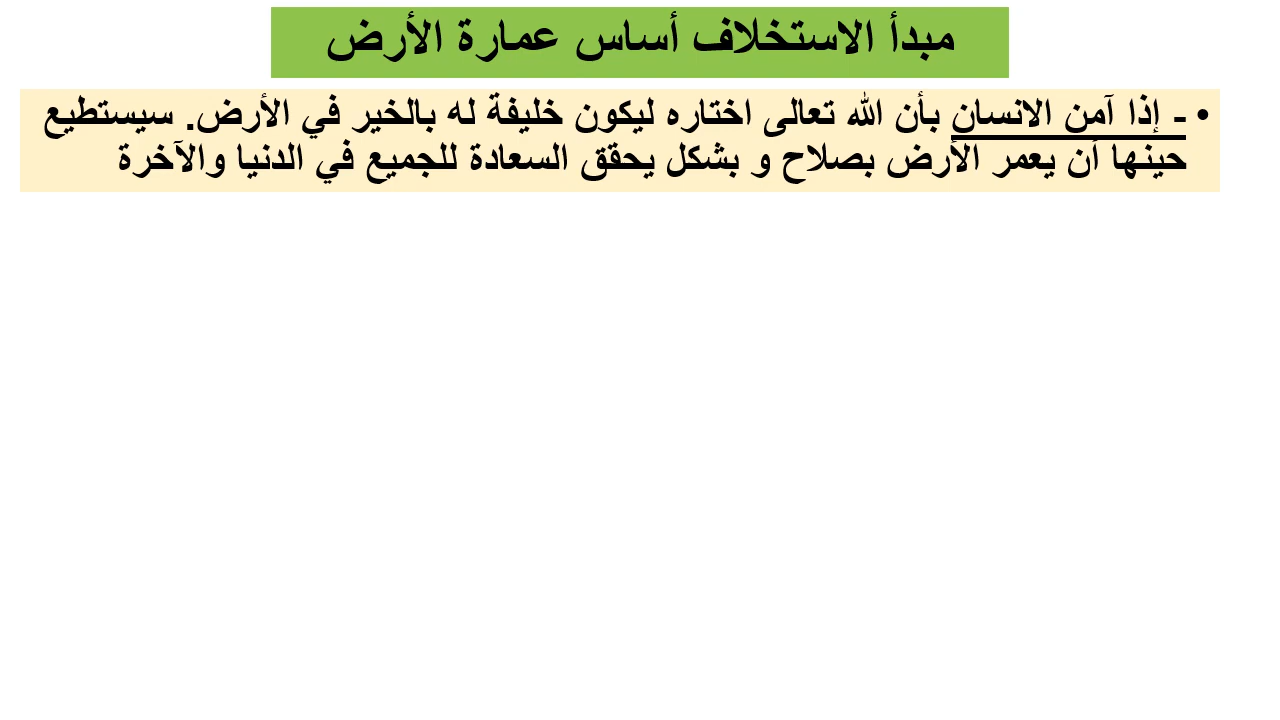 مبدأ الاستخلاف أساس عمارة الأرض
• - إذا آمن الانسان بأن الله تعالى اختاره ليكون خليفة له بالخير في الأرض. سيستطيع
حينها أن يعمر الأرض بصلاح و بشكل يحقق السعادة للجميع في الدنيا والآخرة